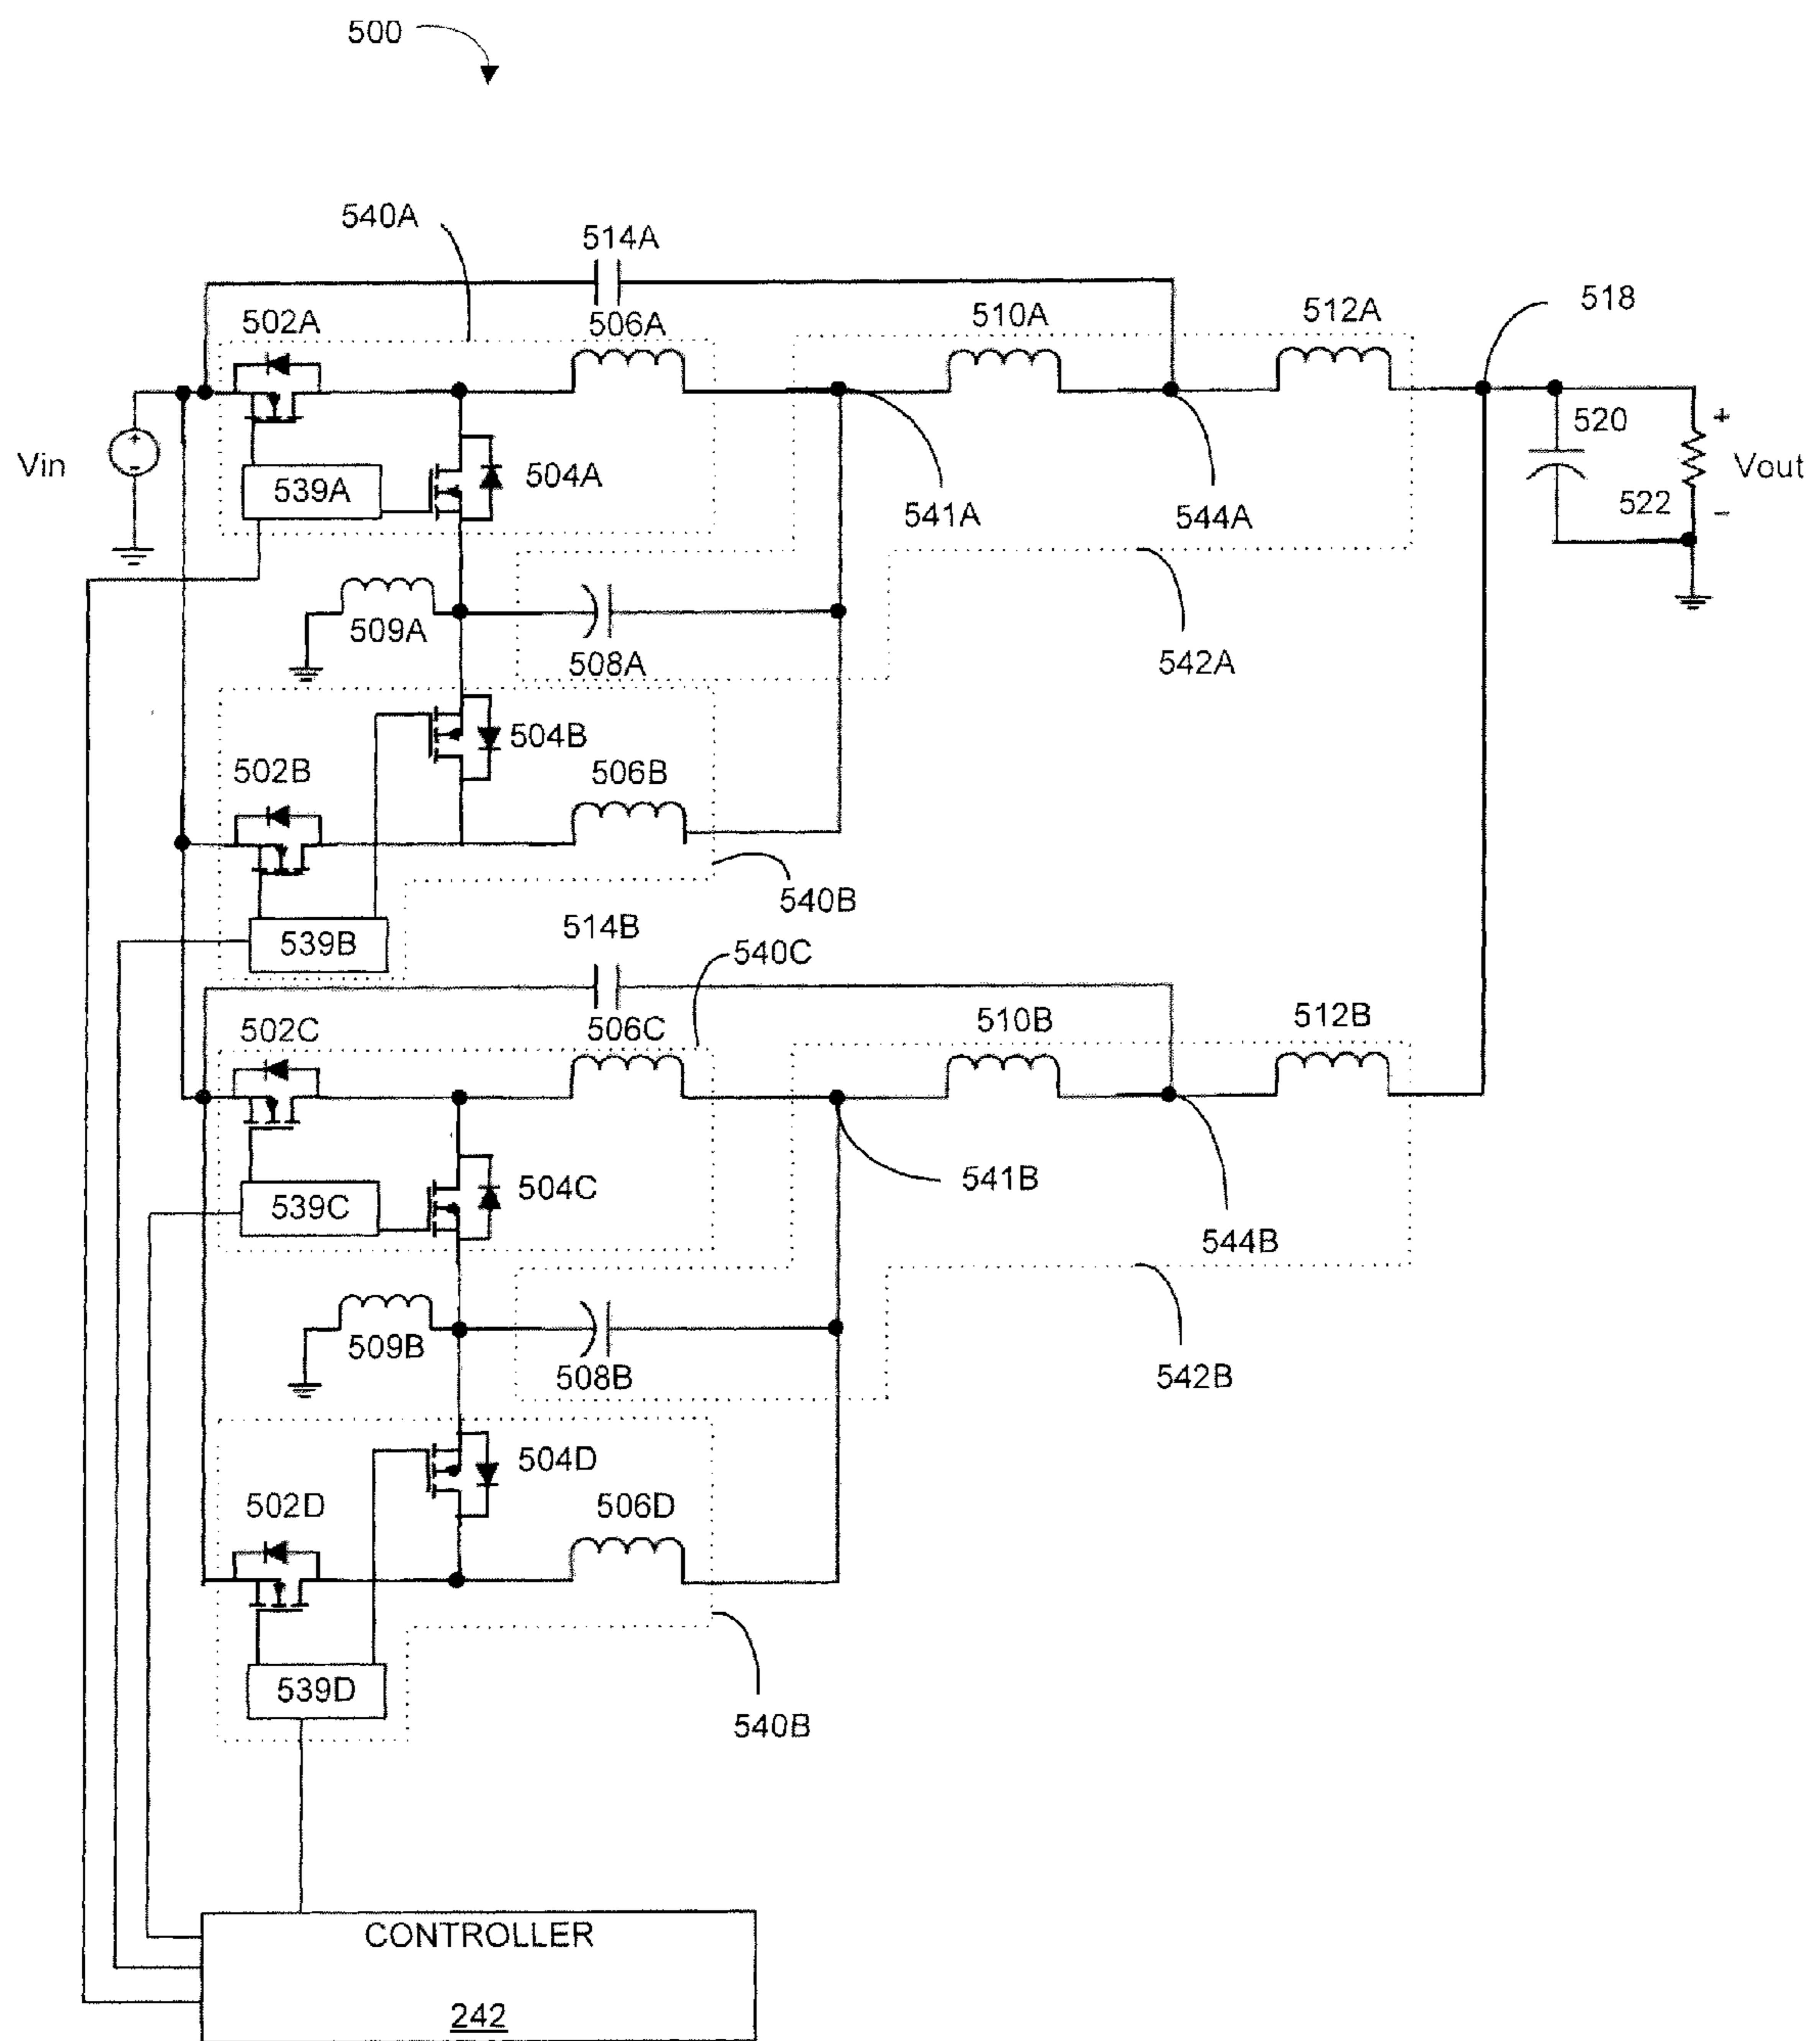 500
540A
514A
502A
506A
510A
512A
518
Vin
+
-
539A
504A
541A
544A
520
522
+
Vout
−
509A
508A
542A
504B
502B
506B
540B
539B
514B
540C
502C
506C
510B
512B
539C
504C
541B
544B
509B
508B
542B
504D
502D
506D
539D
540B
CONTROLLER
242